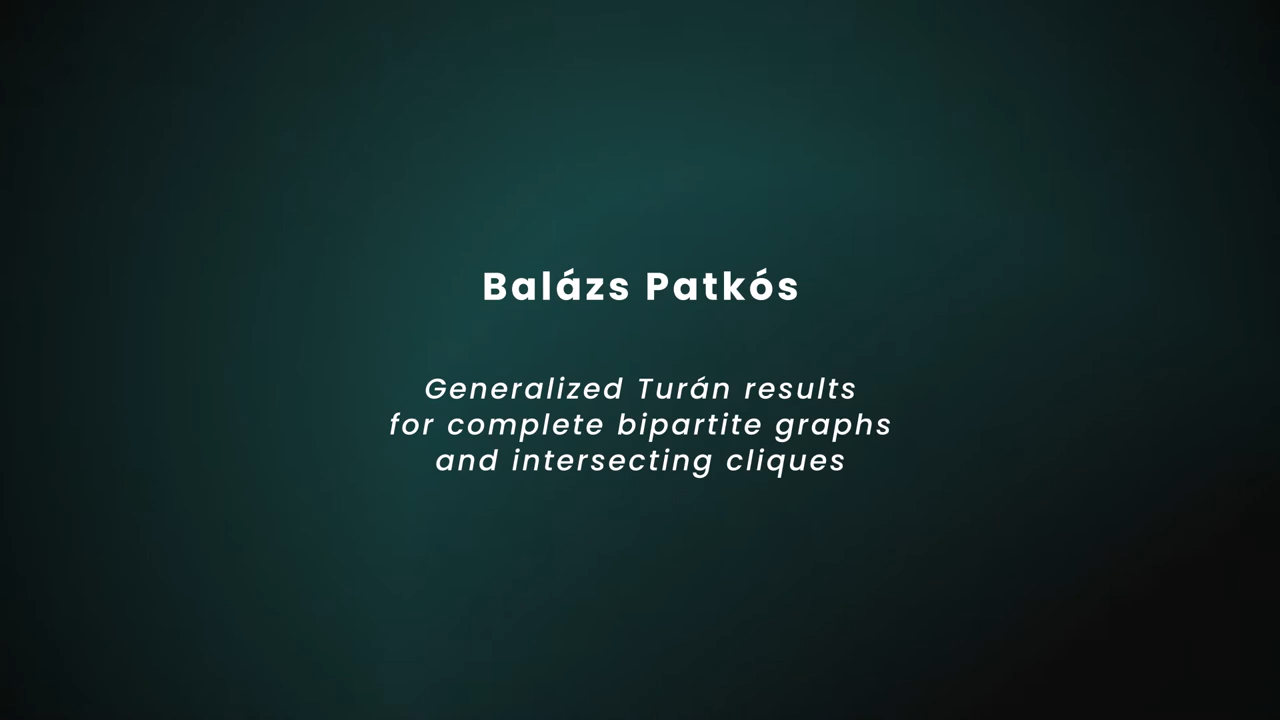 Balázs Patkós
Generalized Turán results
for complete bipartite graphs
and intersecting cliques